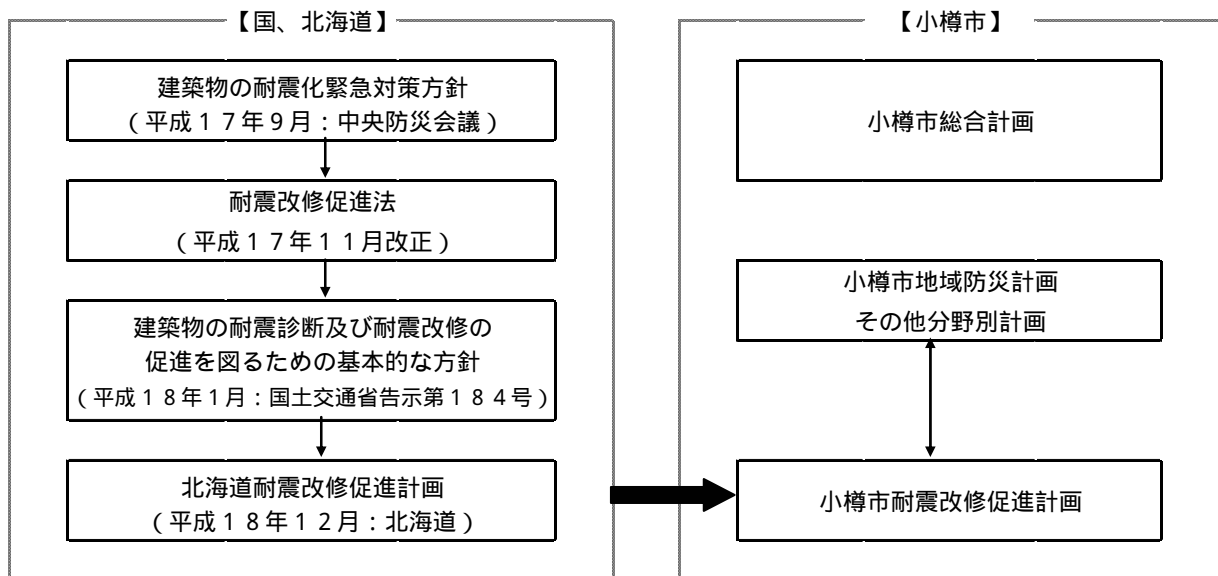 【国、北海道】
建築物の耐震化緊急対策方針
（平成１７年９月：中央防災会議）
耐震改修促進法
（平成１７年１１月改正）
建築物の耐震診断及び耐震改修の
促進を図るための基本的な方針
（平成１８年１月：国土交通省告示第１８４号）
北海道耐震改修促進計画
（平成１８年１２月：北海道）
【小樽市】
小樽市総合計画
小樽市地域防災計画
その他分野別計画
小樽市耐震改修促進計画